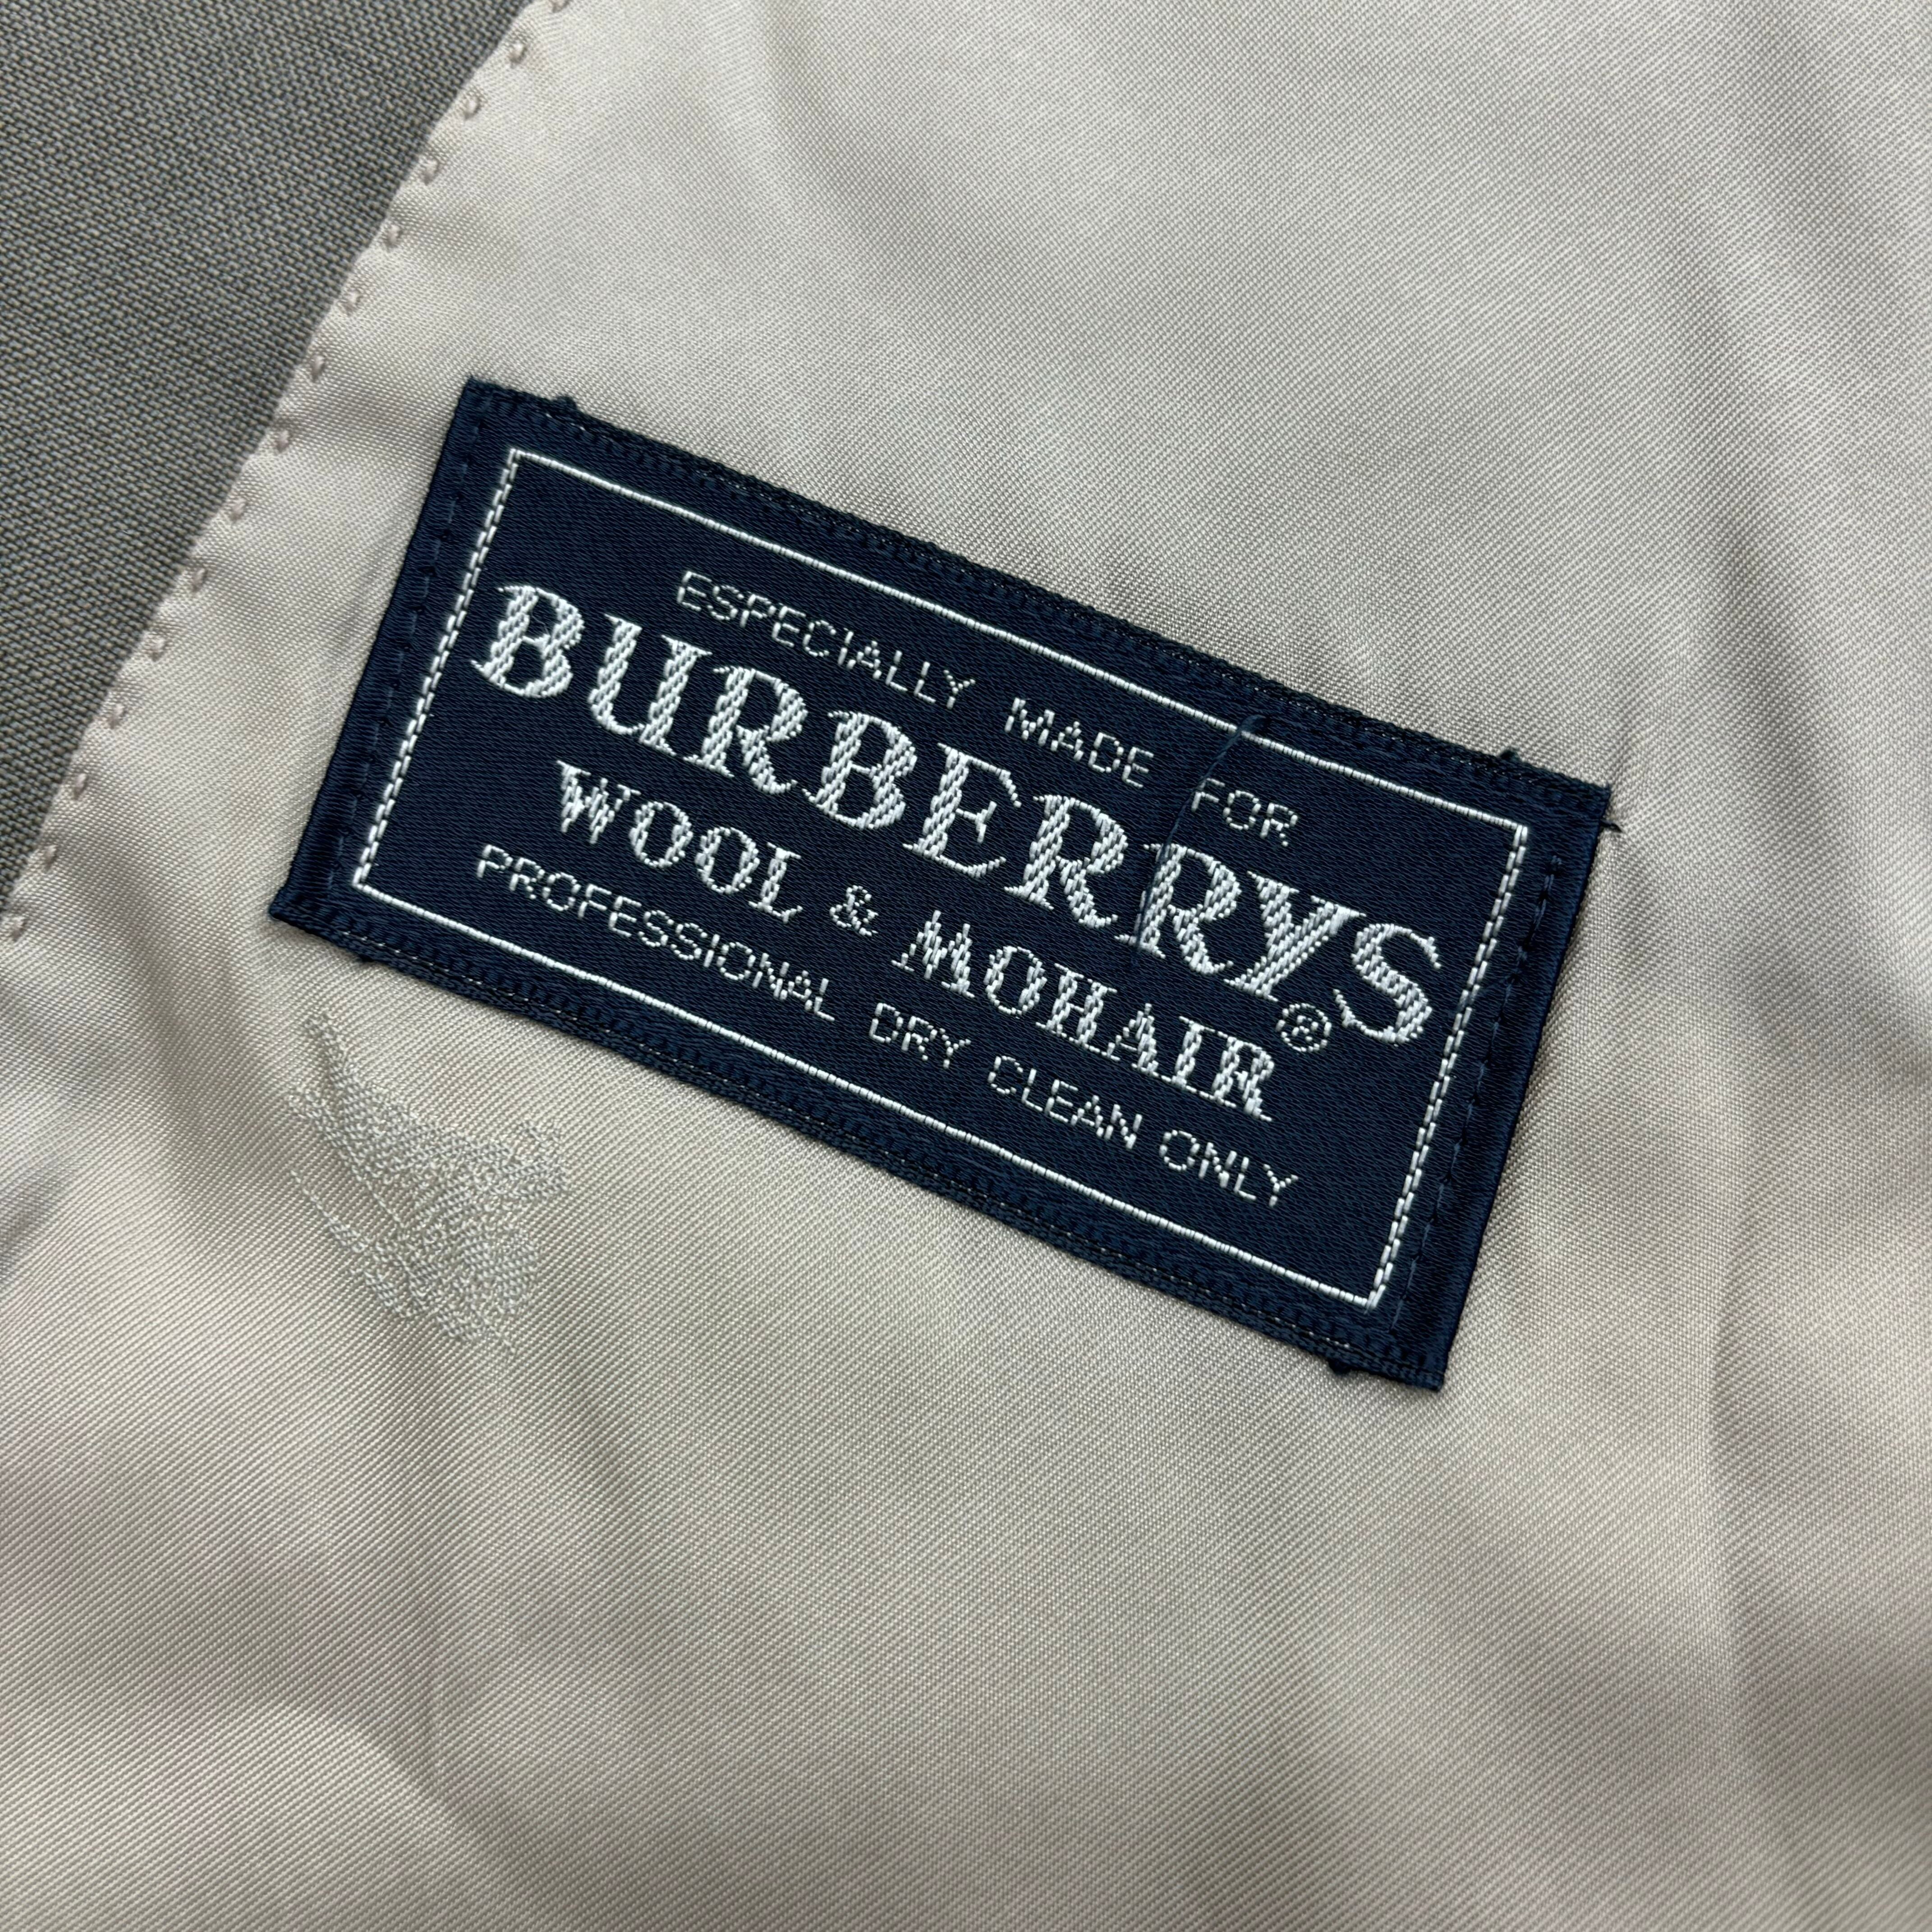 ESPECIALLY MADE FOR
BURBERRYS®
WOOL & MOHAIR
PROFESSIONAL DRY CLEAN ONLY